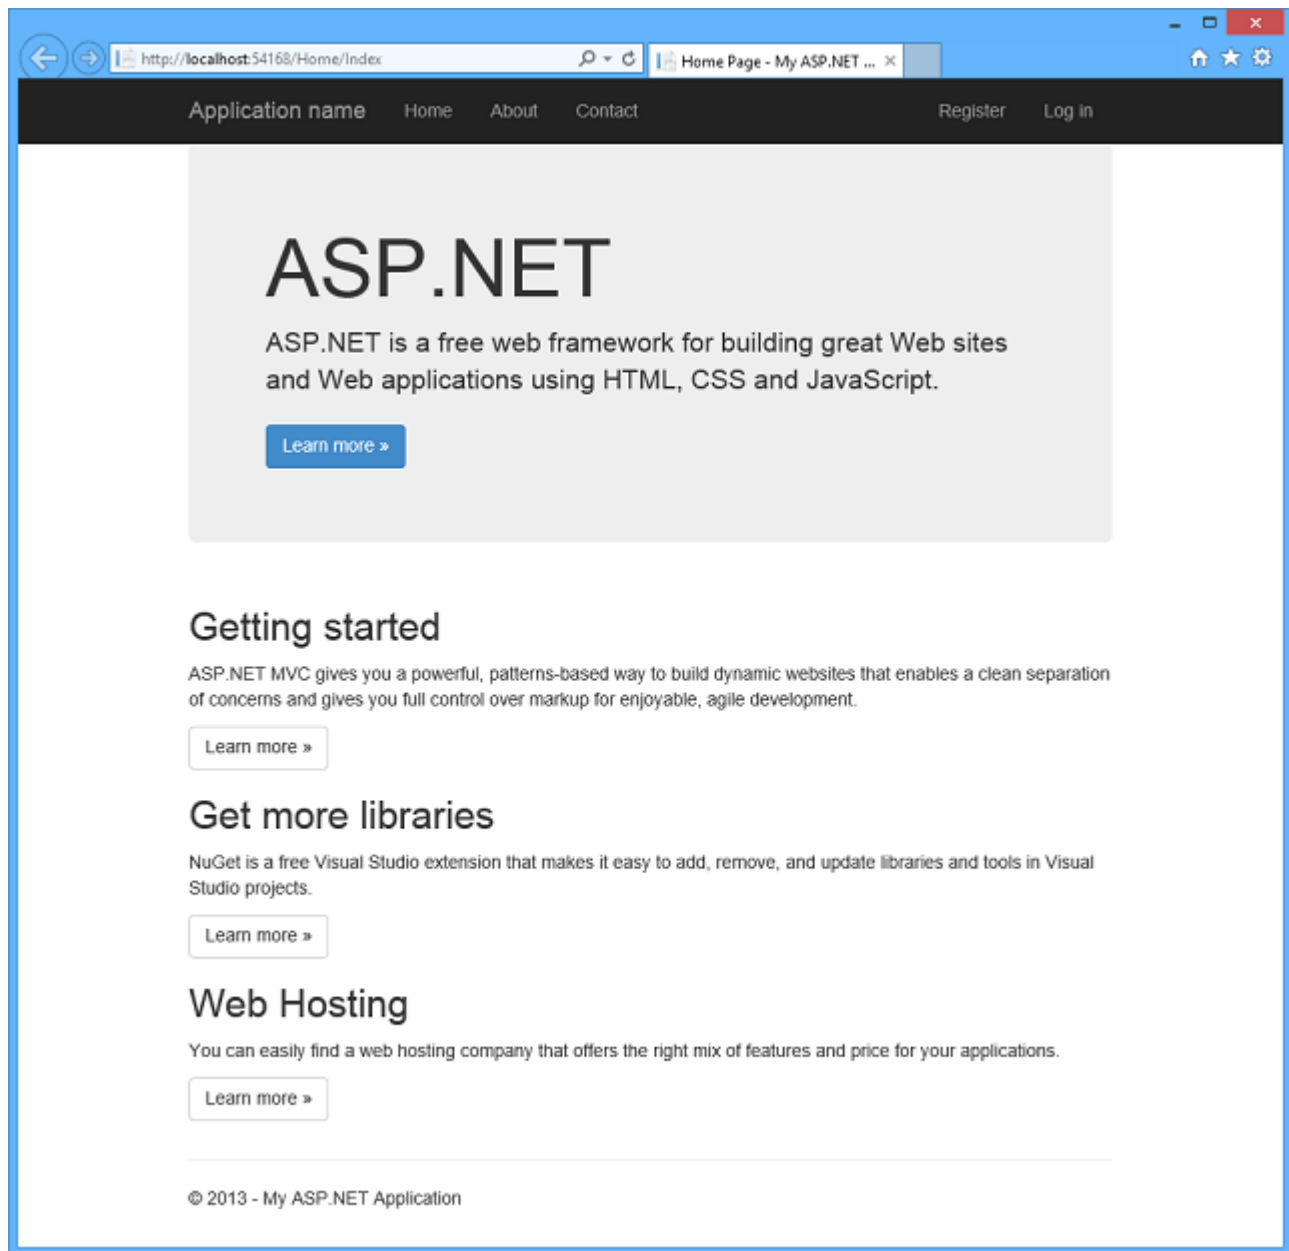 http://localhost:54168/Home/Index
Home Page - My ASP.NET ...
Application name Home About Contact Register Log in
ASP.NET
ASP.NET is a free web framework for building great Web sites
and Web applications using HTML, CSS and JavaScript.
Learn more »
Getting started
ASP.NET MVC gives you a powerful, patterns-based way to build dynamic websites that enables a clean separation
of concerns and gives you full control over markup for enjoyable, agile development.
Learn more »
Get more libraries
NuGet is a free Visual Studio extension that makes it easy to add, remove, and update libraries and tools in Visual
Studio projects.
Learn more »
Web Hosting
You can easily find a web hosting company that offers the right mix of features and price for your applications.
Learn more »
© 2013 - My ASP.NET Application